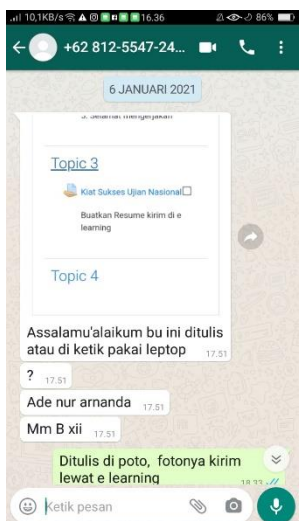 10,1KB/s 16.36 86%
+62 812-5547-24...
6 JANUARI 2021
3. Selamat mengerjakan
Topic 3
Kiat Sukses Ujian Nasional
Buatkan Resume kirim di e
learning
Topic 4
Assalamu'alaikum bu ini ditulis
atau di ketik pakai leptop 17.51
? 17.51
Ade nur arnanda 17.51
Mm B xii 17.51
Ditulis di poto, fotonya kirim
lewat e learning 18.33
Ketik pesan